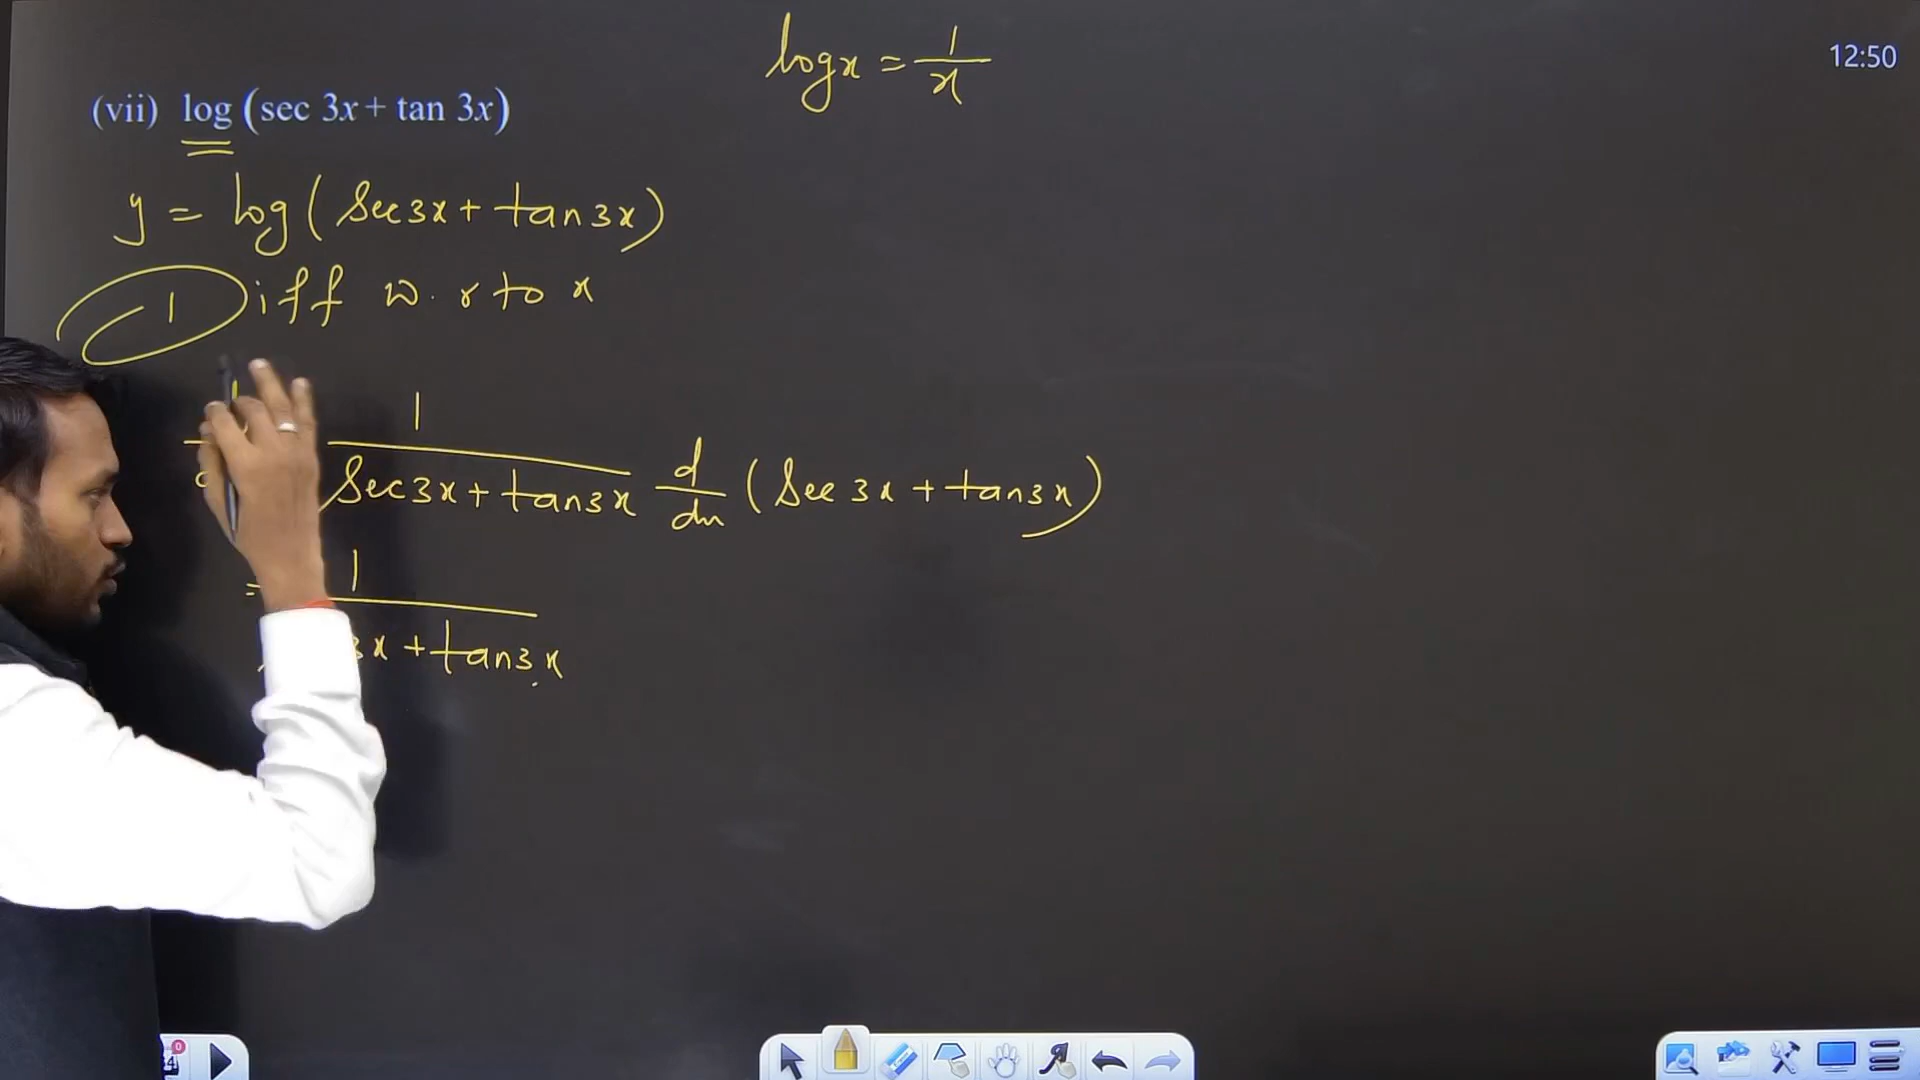 log x = 1/x
12:50
(vii) log (sec 3x + tan 3x)
y = log ( Sec 3x + tan 3x )
Diff w. r to x
1 / Sec 3x + tan 3x d/dx ( Sec 3x + tan 3x )
= 1 / 3x + tan 3x